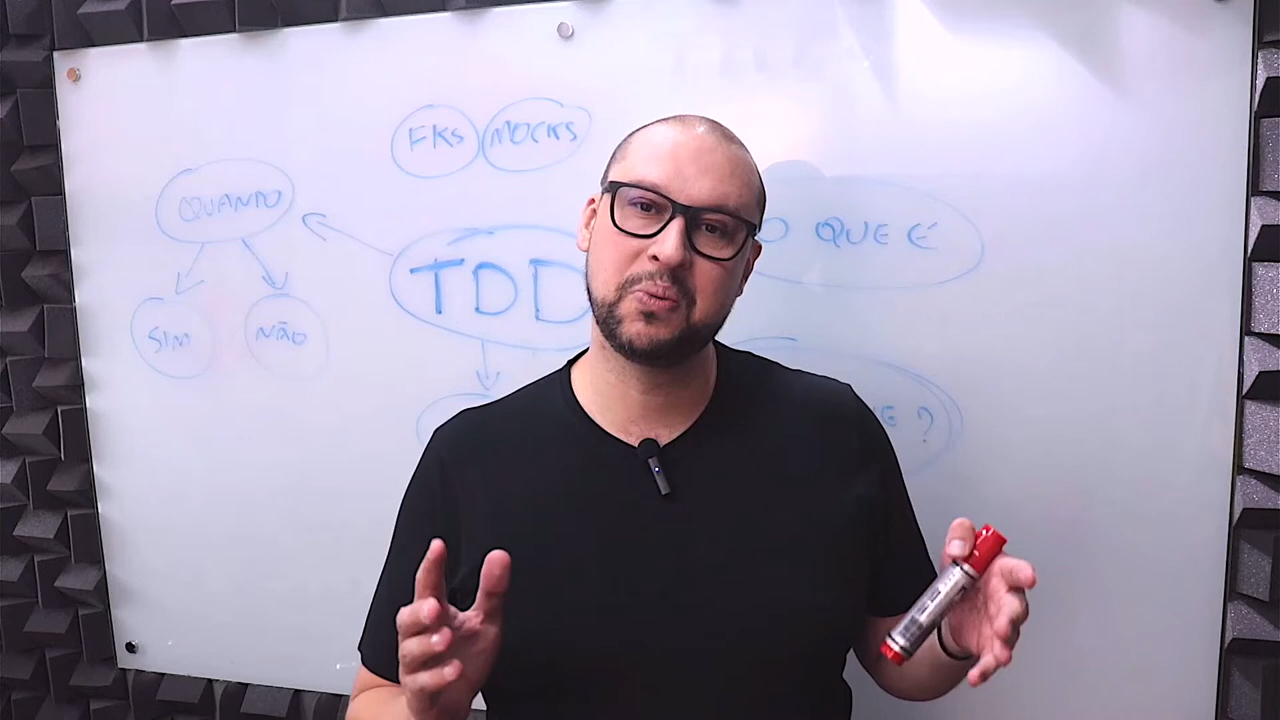 FKS MOCKS
QUANDO
O QUE É
TDD
SIM NÃO
?